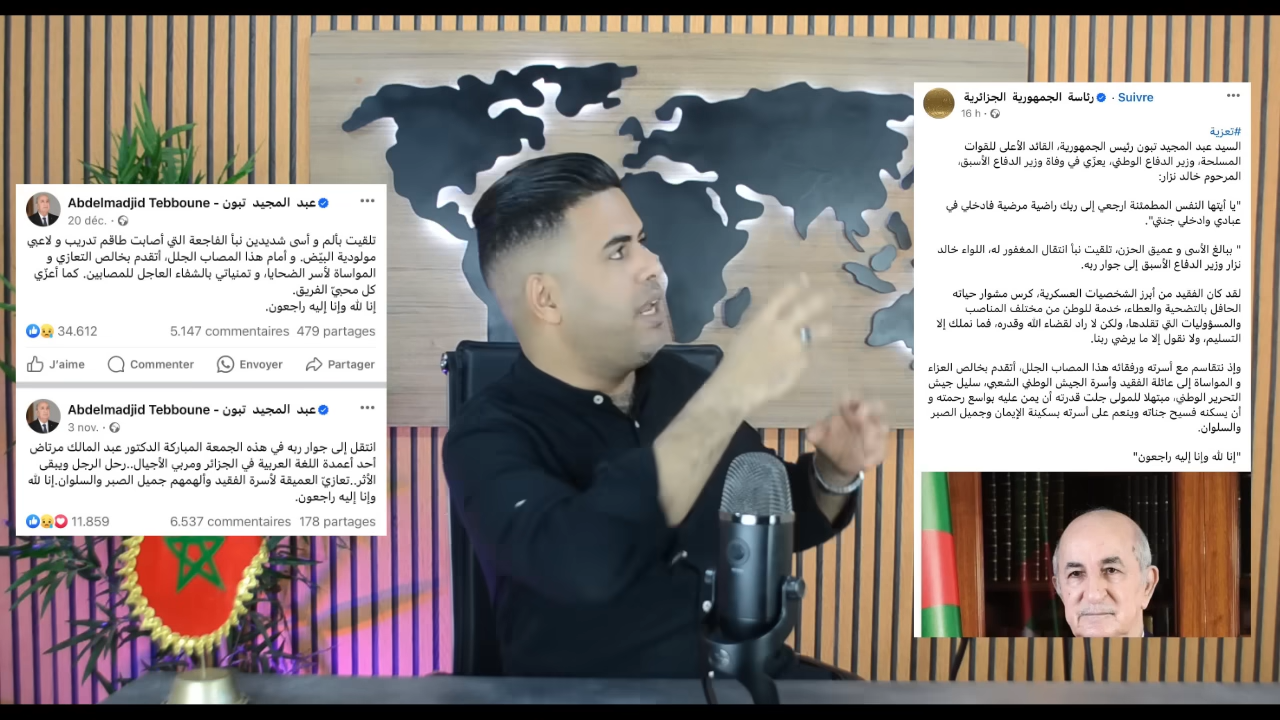 Abdelmadjid Tebboune - عبد المجيد تبون
20 déc.
تلقيت بألم و أسى شديدين نبأ الفاجعة التي أصابت طاقم تدريب و لاعبي
مولودية البيّض. و أمام هذا المصاب الجلل، أتقدم بخالص التعازي و
المواساة لأسر الضحايا، و تمنياتي بالشفاء العاجل للمصابين. كما أعزّي
كل محبيّ الفريق.
إنا لله وإنا إليه راجعون.
34.612 5.147 commentaires 479 partages
J'aime Commenter Envoyer Partager
Abdelmadjid Tebboune - عبد المجيد تبون
3 nov.
انتقل إلى جوار ربه في هذه الجمعة المباركة الدكتور عبد المالك مرتاض
أحد أعمدة اللغة العربية في الجزائر ومربي الأجيال..رحل الرجل ويبقى
الأثر..تعازيّ العميقة لأسرة الفقيد وألهمهم جميل الصبر والسلوان.إنا لله
وإنا إليه راجعون.
11.859 6.537 commentaires 178 partages
رئاسة الجمهورية الجزائرية · Suivre
16 h
#تعزية
السيد عبد المجيد تبون رئيس الجمهورية، القائد الأعلى للقوات
المسلحة، وزير الدفاع الوطني، يعزّي في وفاة وزير الدفاع الأسبق،
المرحوم خالد نزار:
"يا أيتها النفس المطمئنة ارجعي إلى ربك راضية مرضية فادخلي في
عبادي وادخلي جنتي".
" ببالغ الأسى و عميق الحزن، تلقيت نبأ انتقال المغفور له، اللواء خالد
نزار وزير الدفاع الأسبق إلى جوار ربه.
لقد كان الفقيد من أبرز الشخصيات العسكرية، كرس مشوار حياته
الحافل بالتضحية والعطاء، خدمة للوطن من مختلف المناصب
والمسؤوليات التي تقلدها، ولكن لا راد لقضاء الله وقدره، فما نملك إلا
التسليم، ولا نقول إلا ما يرضي ربنا.
وإذ نتقاسم مع أسرته ورفقائه هذا المصاب الجلل، أتقدم بخالص العزاء
و المواساة إلى عائلة الفقيد وأسرة الجيش الوطني الشعبي، سليل جيش
التحرير الوطني، مبتهلا للمولى جلت قدرته أن يمن عليه بواسع رحمته و
أن يسكنه فسيح جناته وينعم على أسرته بسكينة الإيمان وجميل الصبر
والسلوان.
"إنا لله وإنا إليه راجعون"